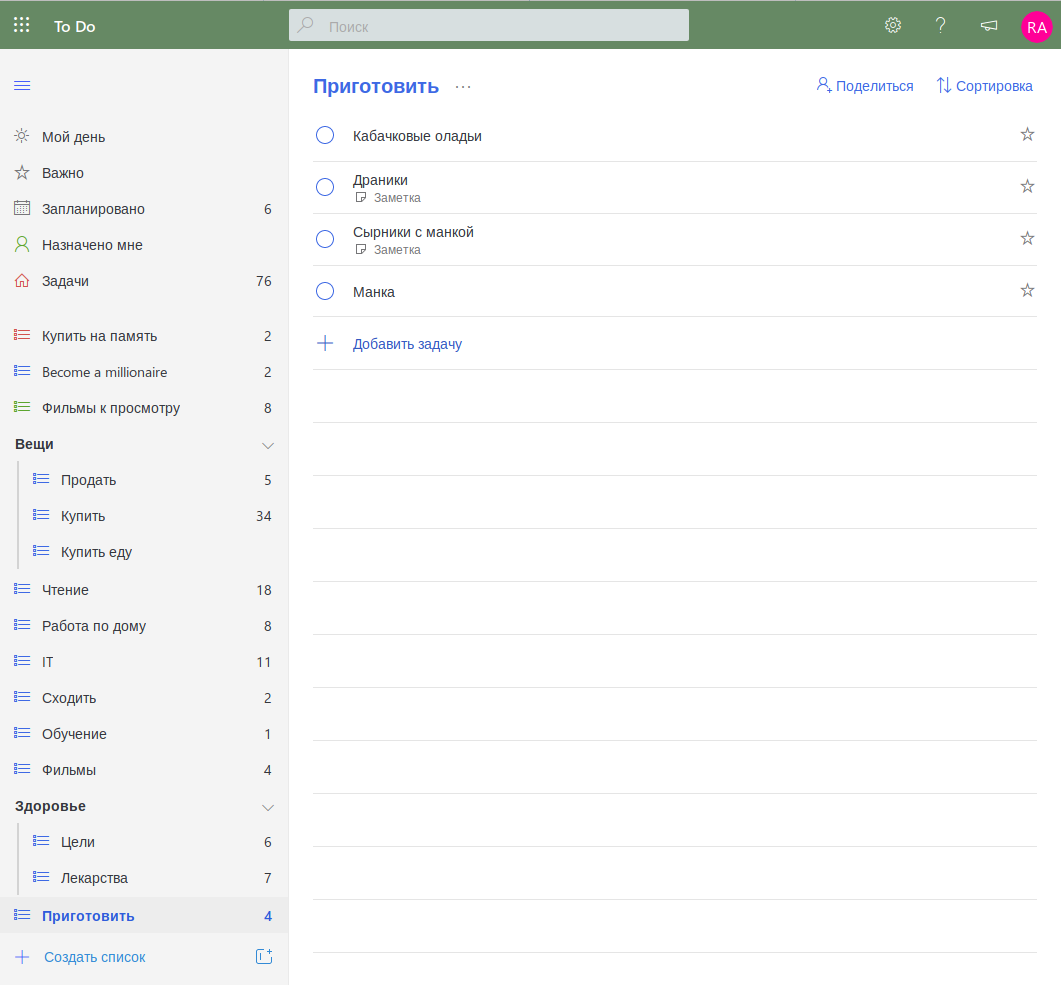 To Do
Поиск
?
RA
Мой день
Важно
Запланировано 6
Назначено мне
Задачи 76
Купить на память 2
Become a millionaire 2
Фильмы к просмотру 8
Вещи
Продать 5
Купить 34
Купить еду
Чтение 18
Работа по дому 8
IT 11
Сходить 2
Обучение 1
Фильмы 4
Здоровье
Цели 6
Лекарства 7
Приготовить 4
Создать список
Приготовить ...
Поделиться
Сортировка
Кабачковые оладьи
Драники
Заметка
Сырники с манкой
Заметка
Манка
Добавить задачу